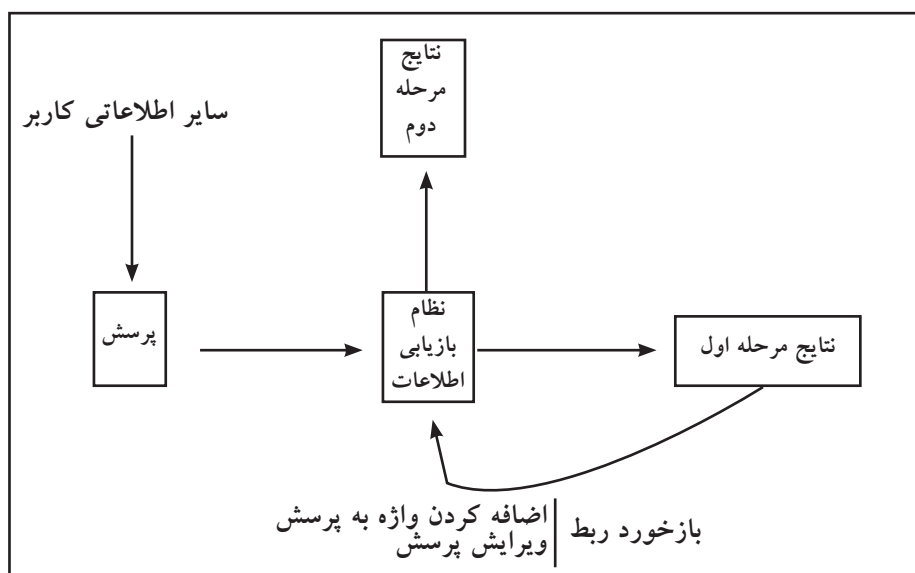 نتایج
مرحله
دوم
سایر اطلاعاتی کاربر
پرسش
نظام
بازیابی
اطلاعات
نتایج مرحله اول
بازخورد ربط
اضافه کردن واژه به پرسش
ویرایش پرسش